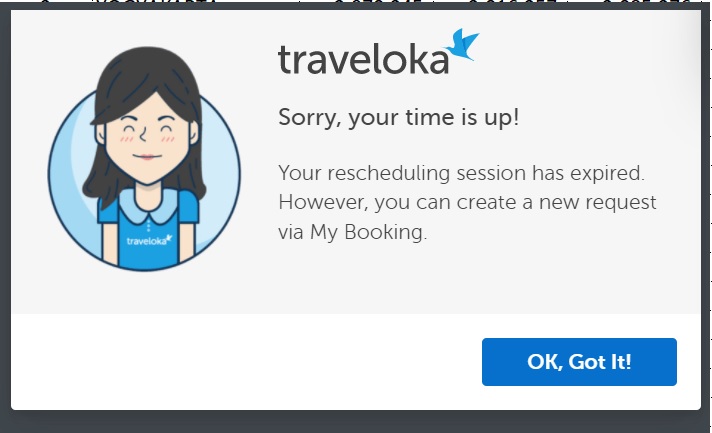 traveloka
Sorry, your time is up!
Your rescheduling session has expired.
However, you can create a new request
via My Booking.
traveloka
OK, Got It!